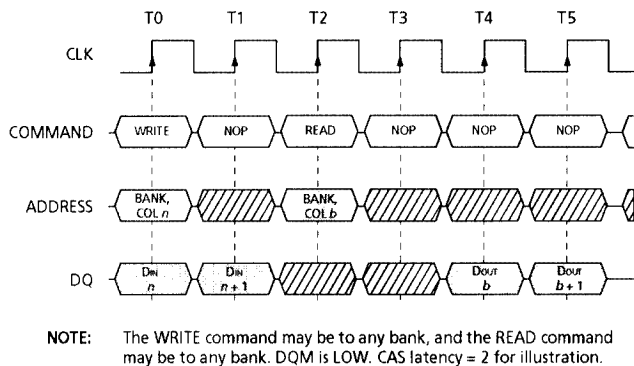 T0 T1 T2 T3 T4 T5
CLK
COMMAND WRITE NOP READ NOP NOP NOP
ADDRESS
BANK, BANK,
COL n COL b
DQ
DIN DIN DOUT DOUT
n n + 1 b b + 1
NOTE: The WRITE command may be to any bank, and the READ command
may be to any bank. DQM is LOW. CAS latency = 2 for illustration.